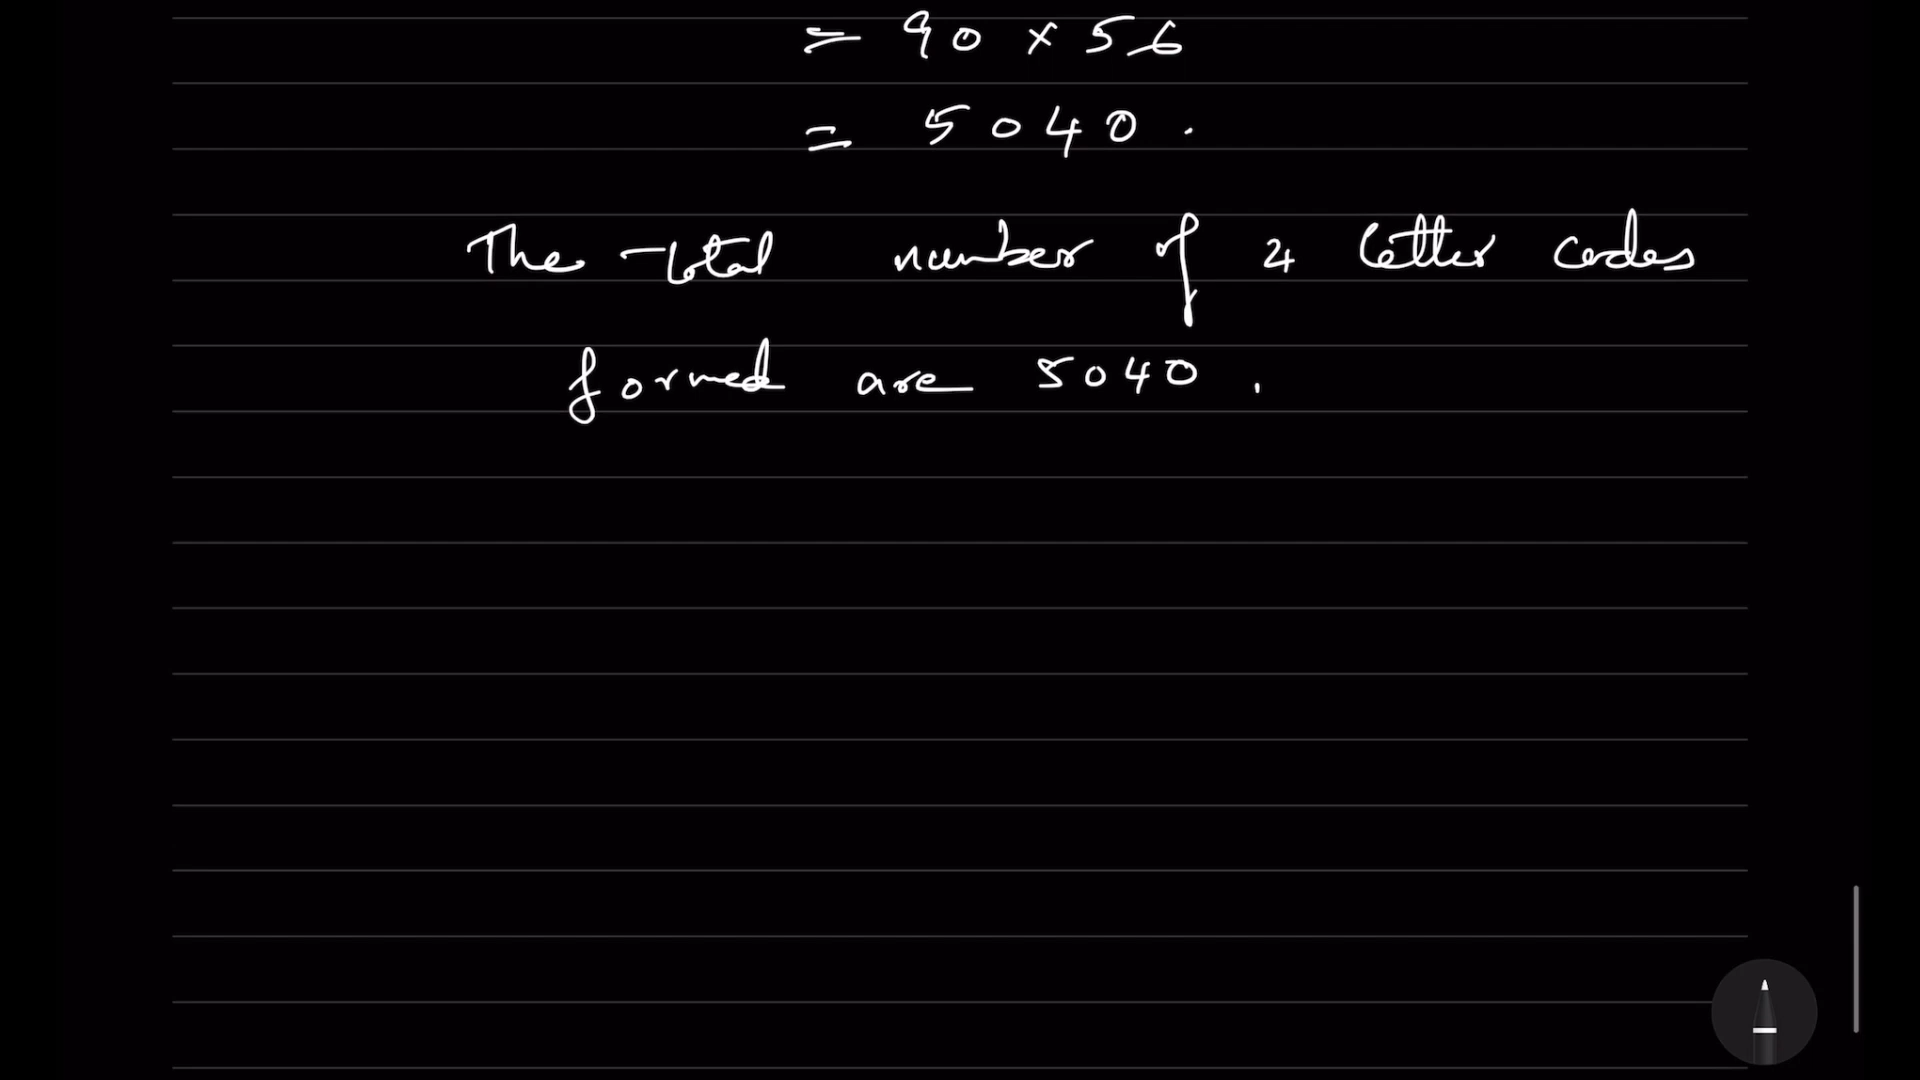 = 90 × 56
= 5040.
The total number of 4 letter codes
formed are 5040.